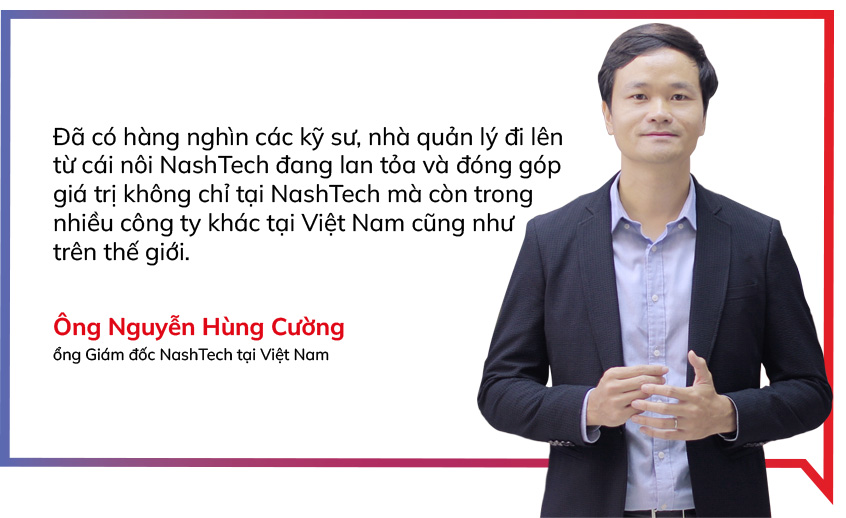 Đã có hàng nghìn các kỹ sư, nhà quản lý đi lên
từ cái nôi NashTech đang lan tỏa và đóng góp
giá trị không chỉ tại NashTech mà còn trong
nhiều công ty khác tại Việt Nam cũng như
trên thế giới.
Ông Nguyễn Hùng Cường
ổng Giám đốc NashTech tại Việt Nam